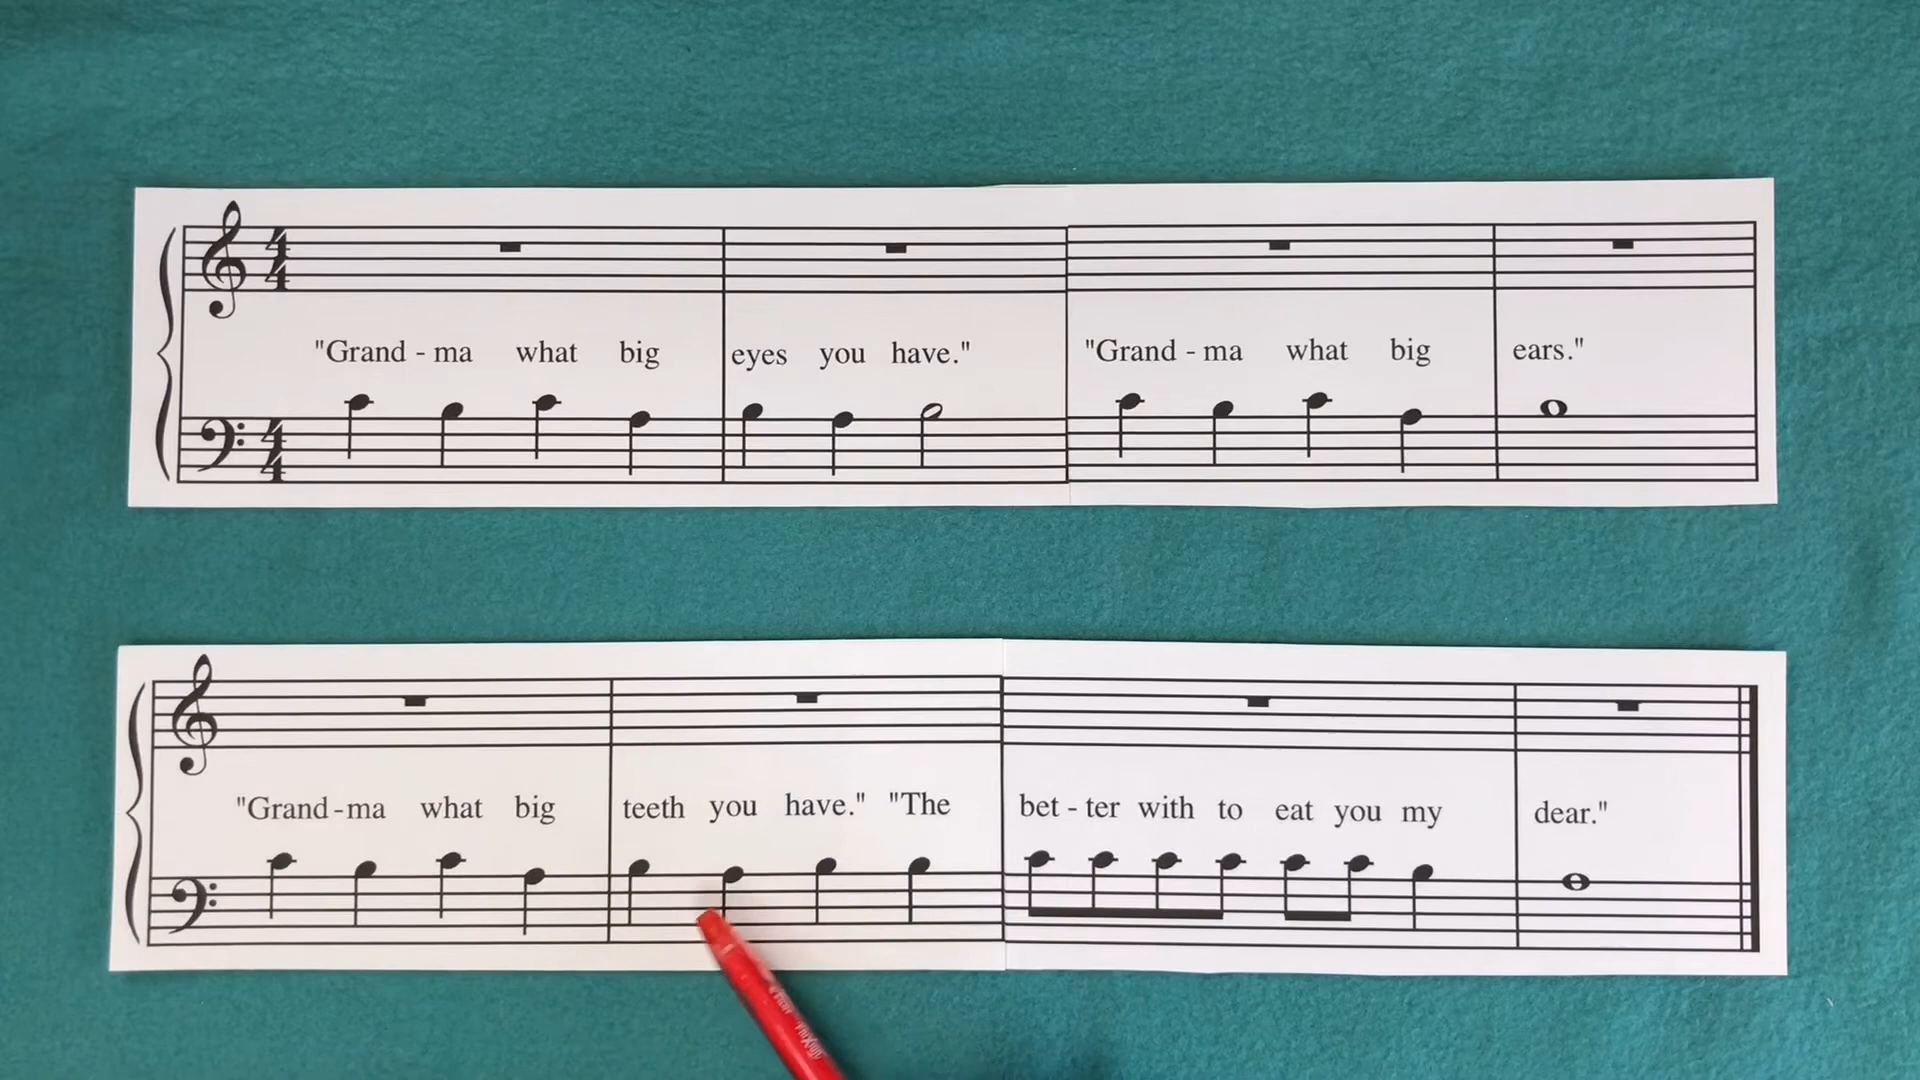 "Grand - ma what big eyes you have." "Grand - ma what big ears."
"Grand - ma what big teeth you have." "The bet - ter with to eat you my dear."